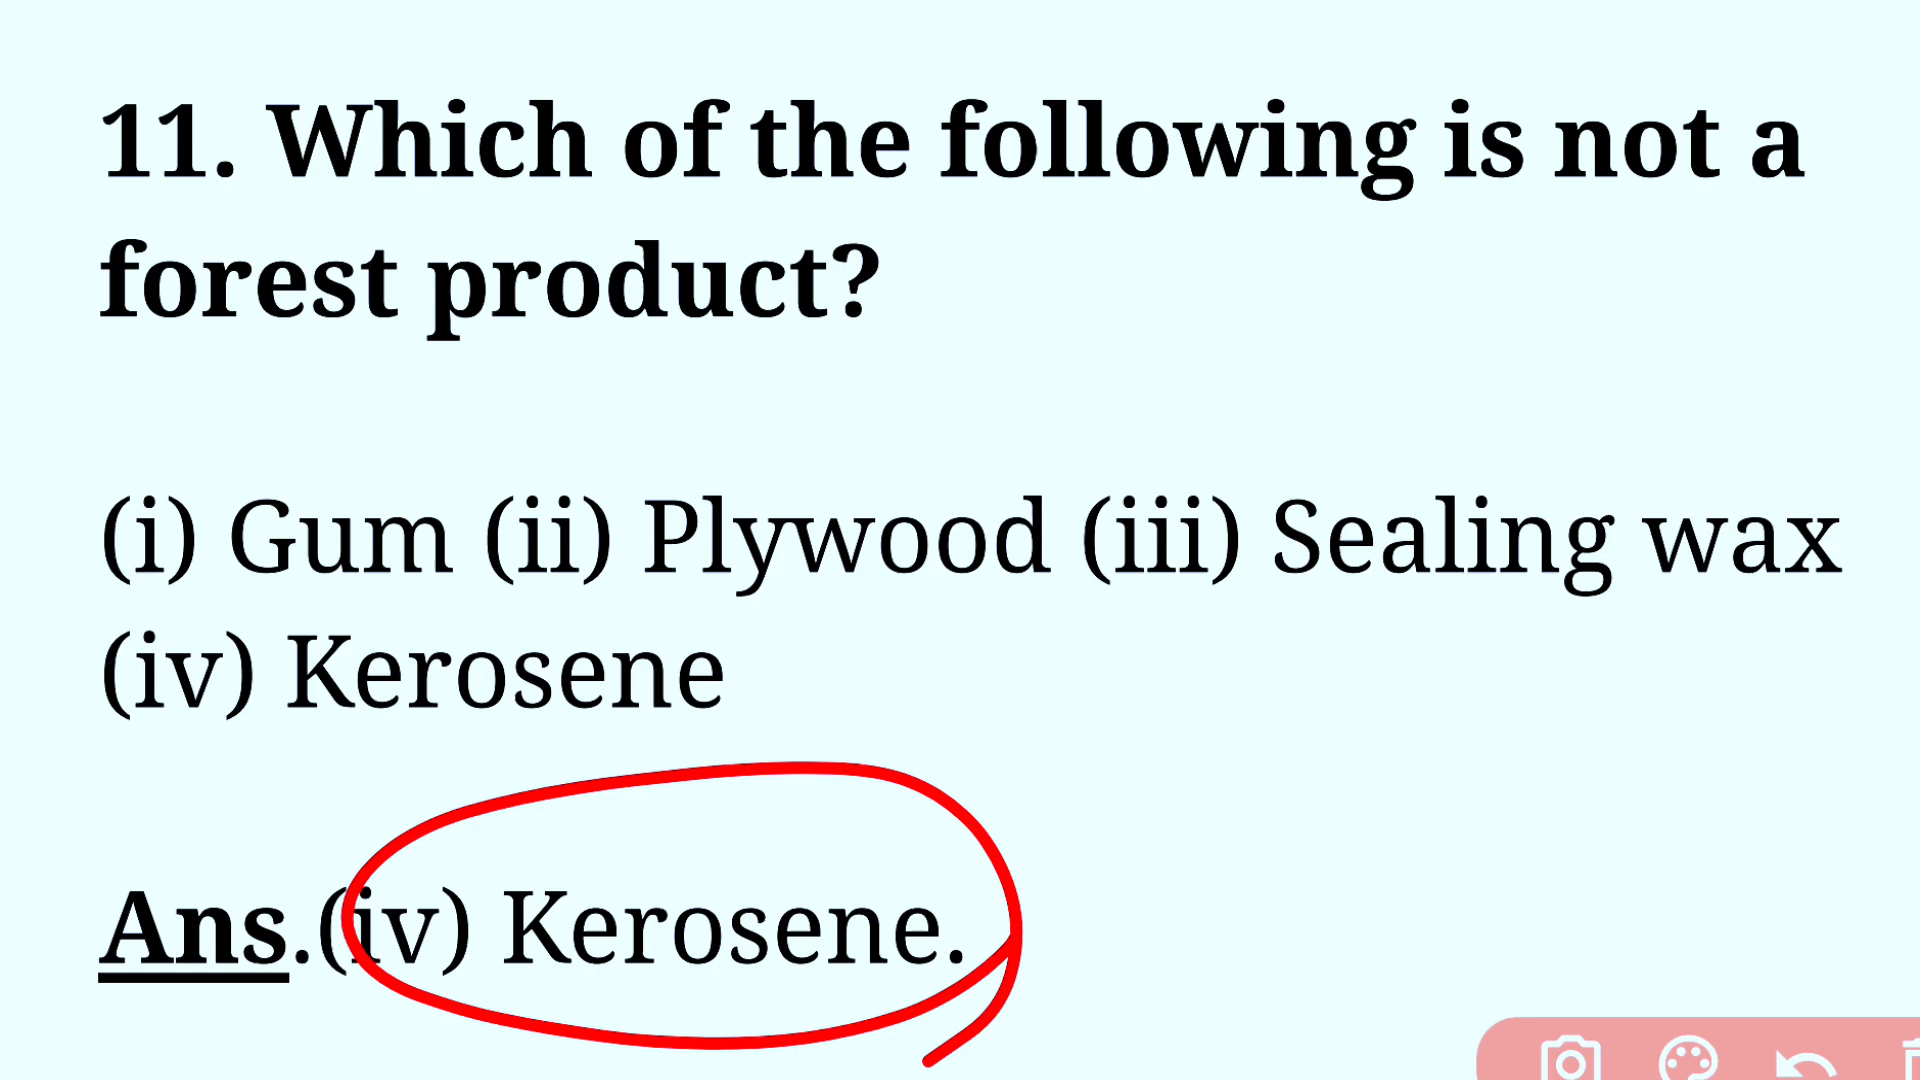 11. Which of the following is not a
forest product?
(i) Gum (ii) Plywood (iii) Sealing wax
(iv) Kerosene
Ans.(iv) Kerosene.